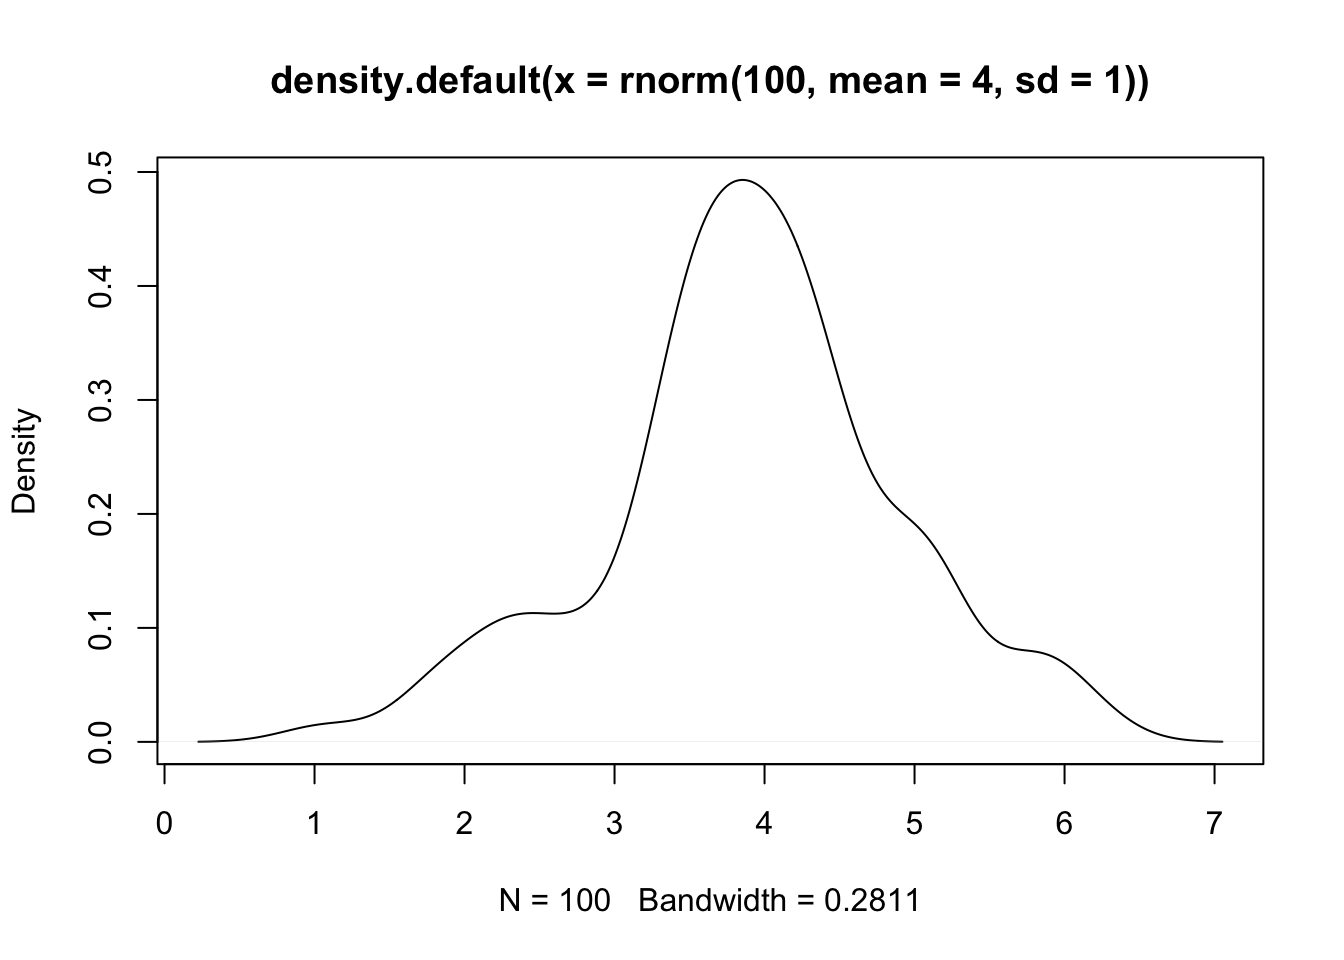 density.default(x = rnorm(100, mean = 4, sd = 1))
Density
0.5
0.4
0.3
0.2
0.1
0.0
0 1 2 3 4 5 6 7
N = 100 Bandwidth = 0.2811